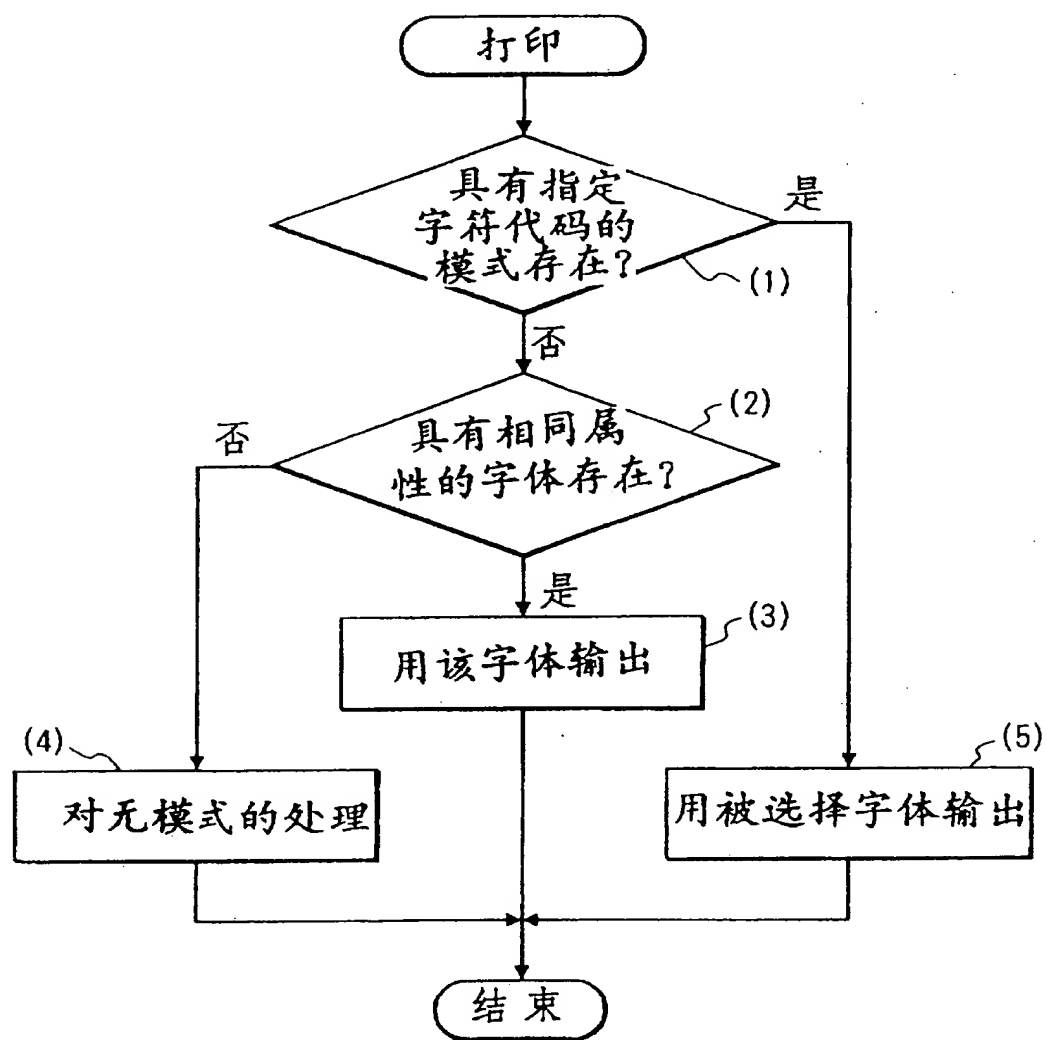 打印
具有指定
字符代码的
模式存在?
是
(1)
否
(2)
具有相同属
性的字体存在?
否
是
(3)
用该字体输出
(4)
对无模式的处理
(5)
用被选择字体输出
结束